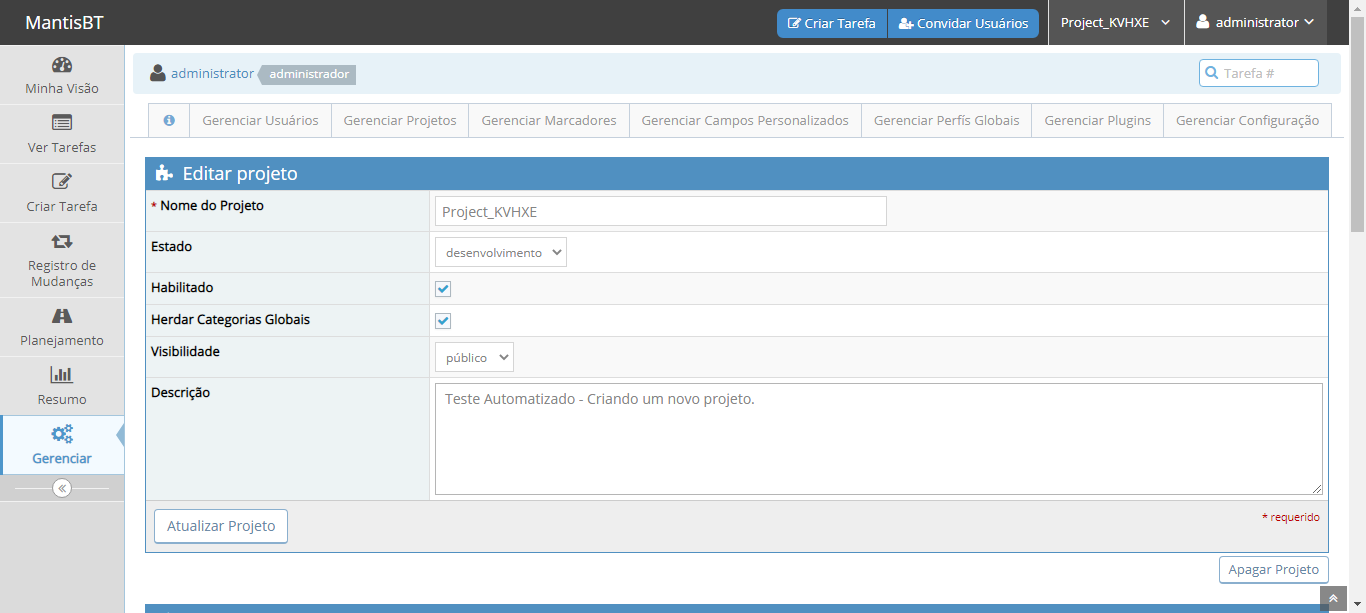 MantisBT
Criar Tarefa
Convidar Usuários
Project_KVHXE
administrator
Minha Visão
Ver Tarefas
Criar Tarefa
Registro de
Mudanças
Planejamento
Resumo
Gerenciar
administrator
administrador
Tarefa #
Gerenciar Usuários
Gerenciar Projetos
Gerenciar Marcadores
Gerenciar Campos Personalizados
Gerenciar Perfís Globais
Gerenciar Plugins
Gerenciar Configuração
Editar projeto
* Nome do Projeto
Project_KVHXE
Estado
desenvolvimento
Habilitado
Herdar Categorias Globais
Visibilidade
público
Descrição
Teste Automatizado - Criando um novo projeto.
Atualizar Projeto
* requerido
Apagar Projeto